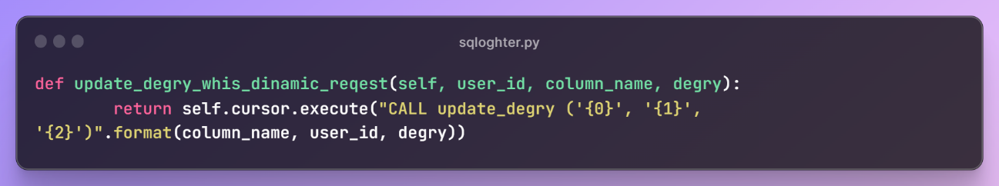 sqloghter.py
def update_degry_whis_dinamic_reqest(self, user_id, column_name, degry):
        return self.cursor.execute("CALL update_degry ('{0}', '{1}',
'{2}')".format(column_name, user_id, degry))